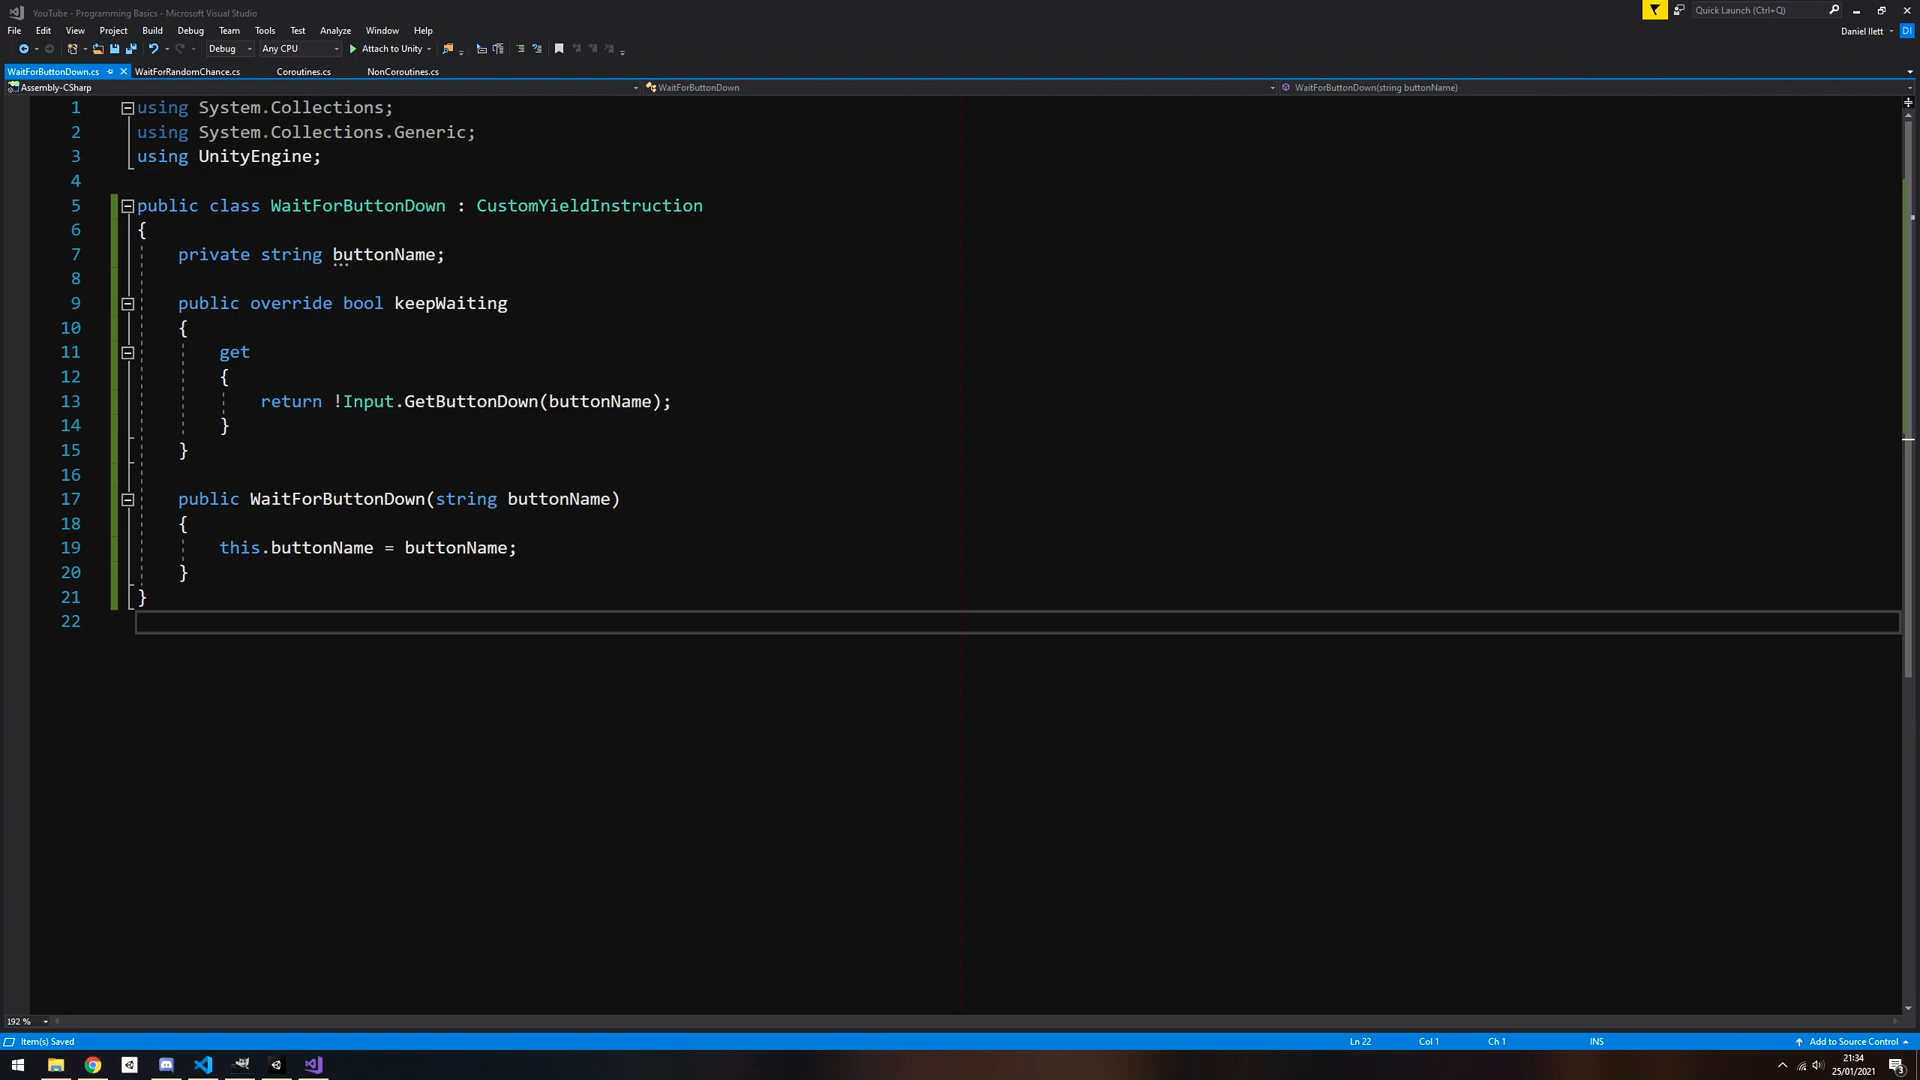 YouTube - Programming Basics - Microsoft Visual Studio
Quick Launch (Ctrl+Q)
File Edit View Project Build Debug Team Tools Test Analyze Window Help
Daniel Ilett DI
Debug Any CPU Attach to Unity
WaitForButtonDown.cs WaitForRandomChance.cs Coroutines.cs NonCoroutines.cs
Assembly-CSharp WaitForButtonDown WaitForButtonDown(string buttonName)
1 using System.Collections;
2 using System.Collections.Generic;
3 using UnityEngine;
4
5 public class WaitForButtonDown : CustomYieldInstruction
6 {
7 private string buttonName;
8
9 public override bool keepWaiting
10 {
11 get
12 {
13 return !Input.GetButtonDown(buttonName);
14 }
15 }
16
17 public WaitForButtonDown(string buttonName)
18 {
19 this.buttonName = buttonName;
20 }
21 }
22
192 %
Item(s) Saved Ln 22 Col 1 Ch 1 INS Add to Source Control
21:34
25/01/2021
3